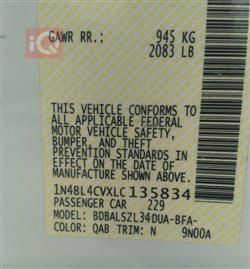 iQ
GAWR RR.: 945 KG
2083 LB
THIS VEHICLE CONFORMS TO
ALL APPLICABLE FEDERAL
MOTOR VEHICLE SAFETY,
BUMPER, AND THEFT
PREVENTION STANDARDS IN
EFFECT ON THE DATE OF
MANUFACTURE
1N4BL4CVXLC135834
PASSENGER CAR 229
MODEL: BDBALSZL34DUA-BFA-
COLOR: QAB TRIM: N 9N00A